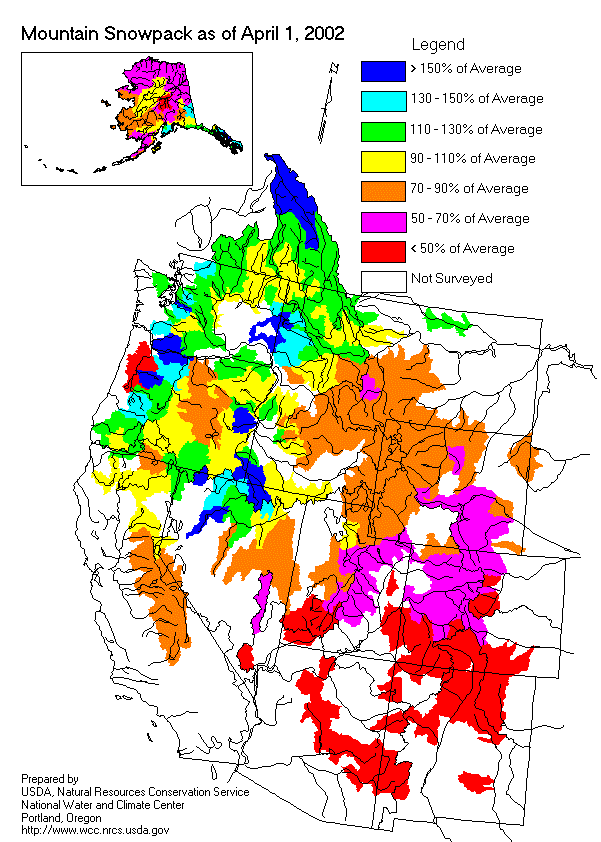 Mountain Snowpack as of April 1, 2002
Legend
> 150% of Average
130 - 150% of Average
110 - 130% of Average
90 - 110% of Average
70 - 90% of Average
50 - 70% of Average
< 50% of Average
Not Surveyed
Prepared by
USDA, Natural Resources Conservation Service
National Water and Climate Center
Portland, Oregon
http://www.wcc.nrcs.usda.gov